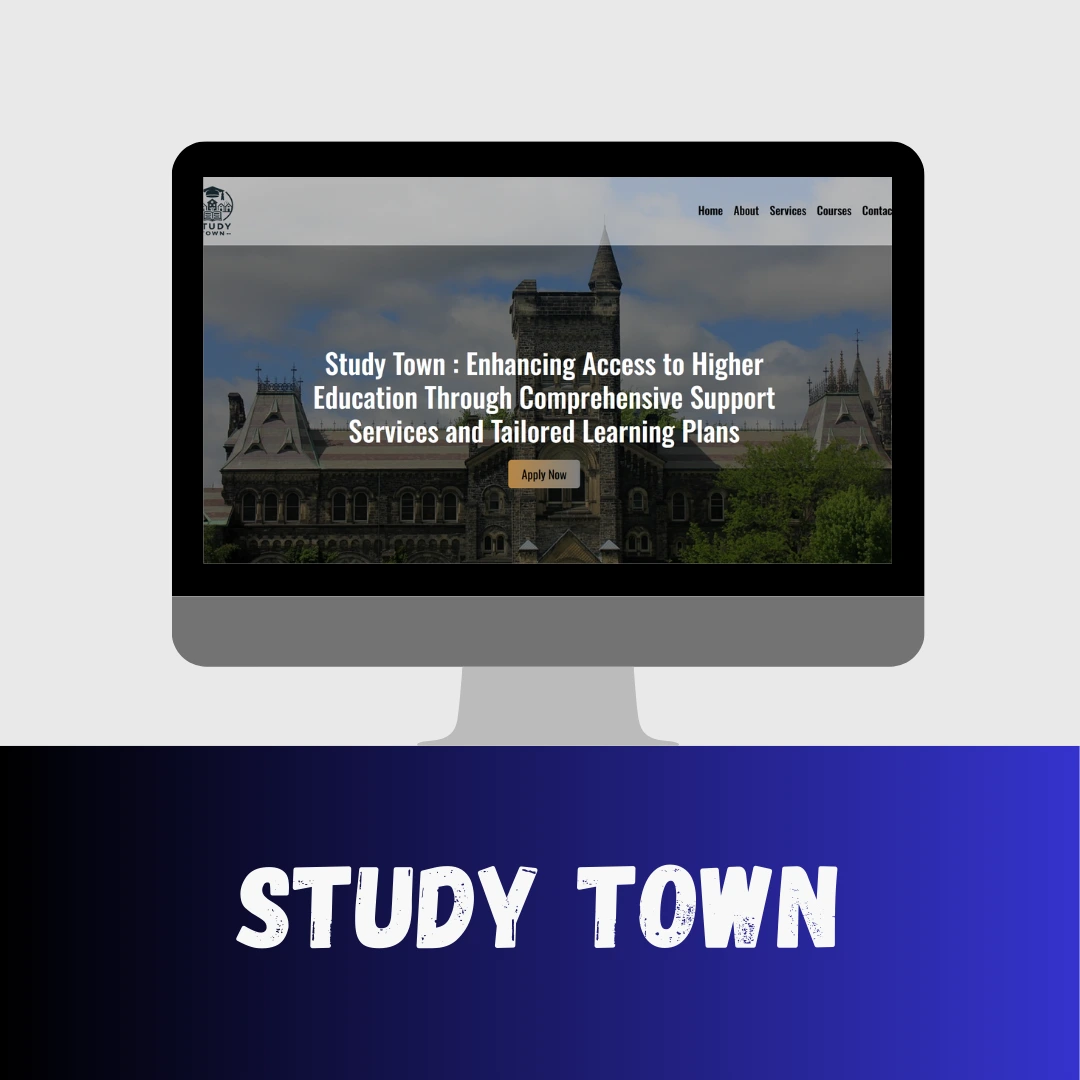 TUDY
TOWN
Home About Services Courses Contac
Study Town : Enhancing Access to Higher
Education Through Comprehensive Support
Services and Tailored Learning Plans
Apply Now
STUDY TOWN